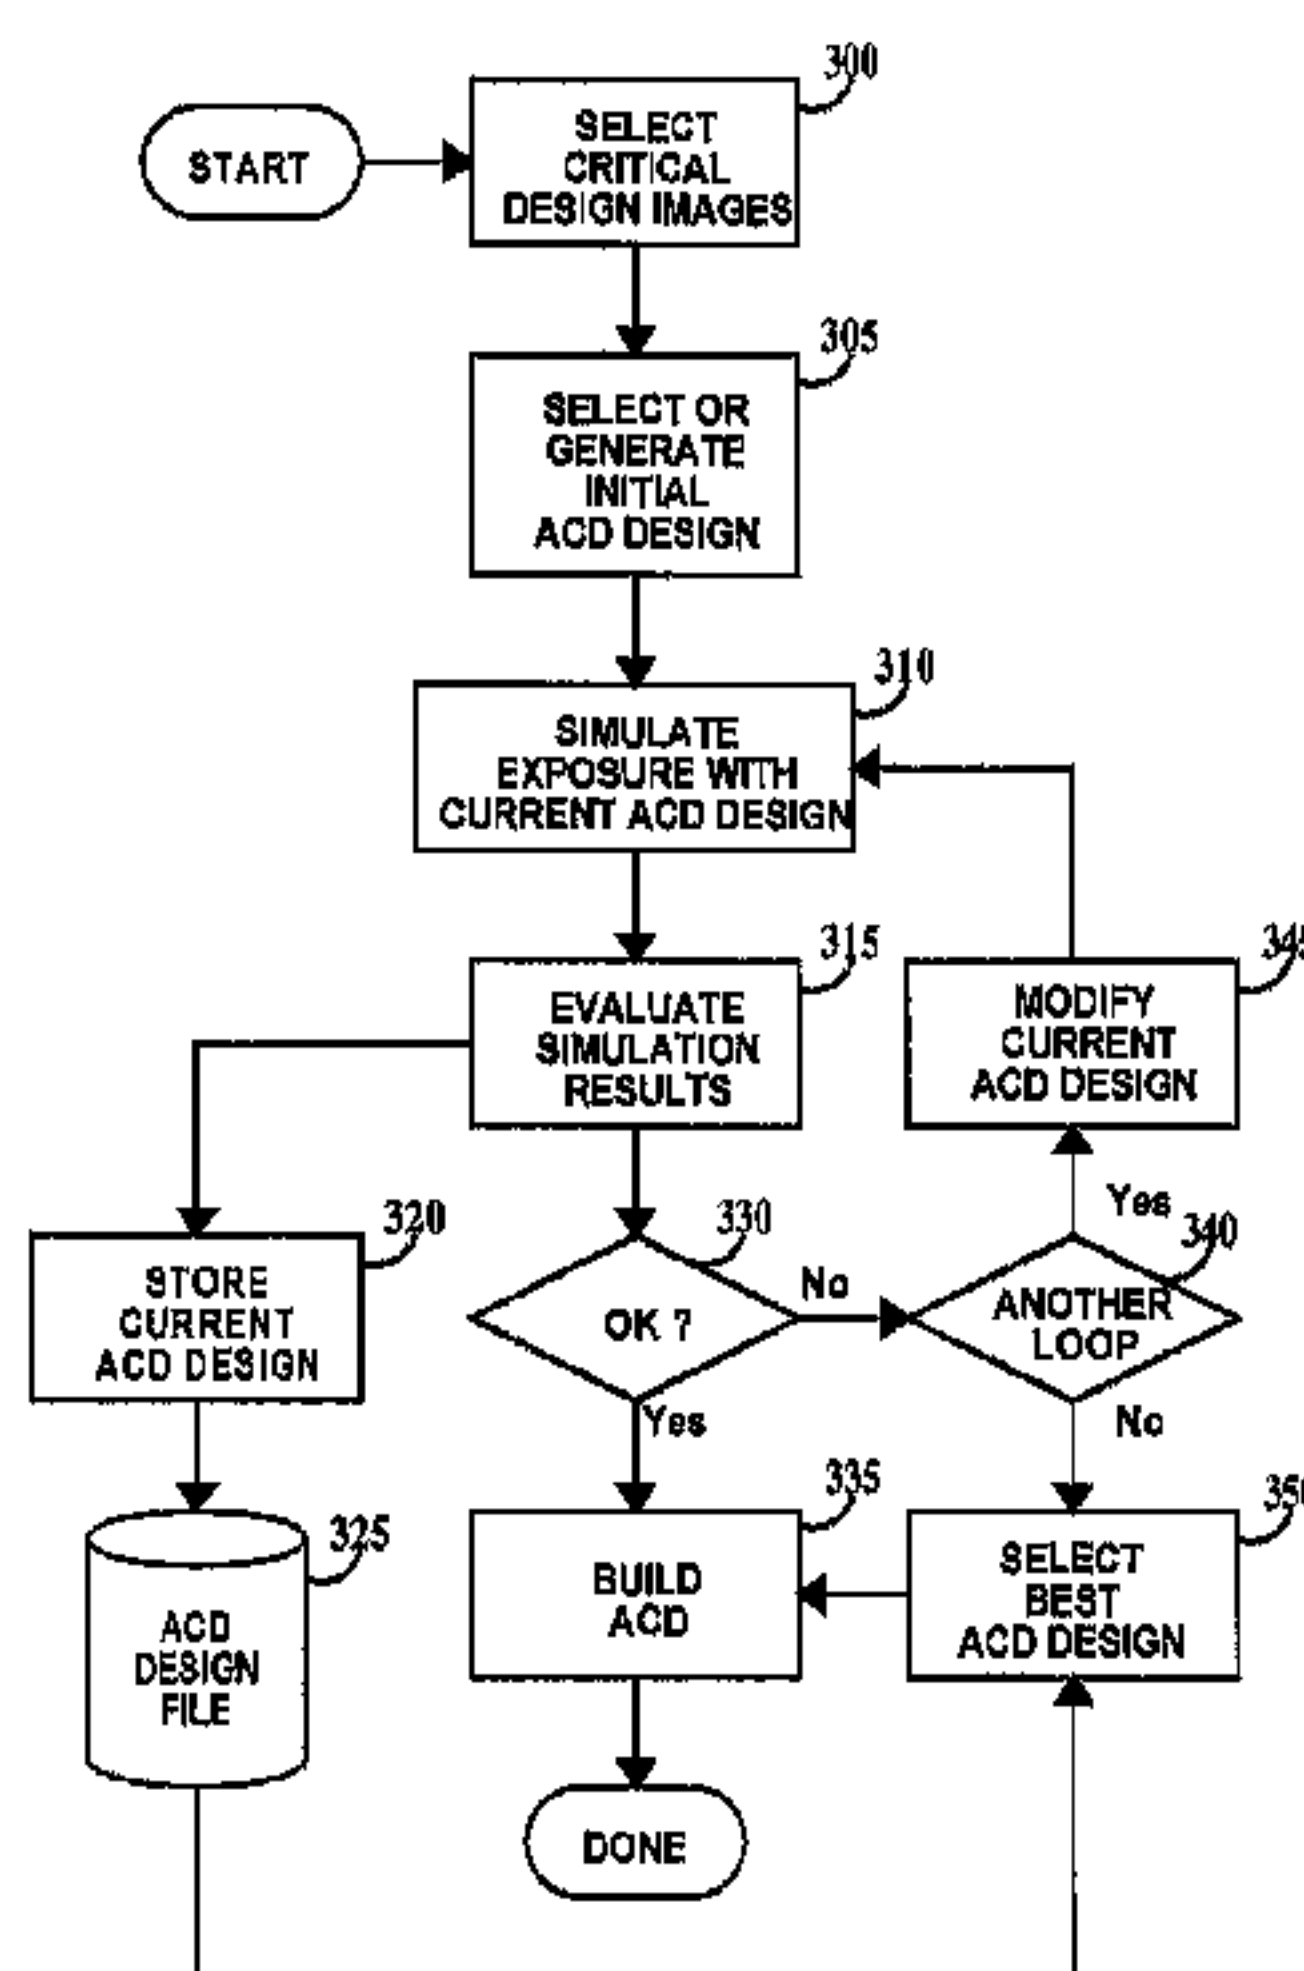 300
START
SELECT
CRITICAL
DESIGN IMAGES
305
SELECT OR
GENERATE
INITIAL
ACD DESIGN
310
SIMULATE
EXPOSURE WITH
CURRENT ACD DESIGN
315
EVALUATE
SIMULATION
RESULTS
MODIFY
CURRENT
ACD DESIGN
Yes
320
STORE
CURRENT
ACD DESIGN
330
OK ?
No
340
ANOTHER
LOOP
Yes
No
325
ACD
DESIGN
FILE
335
BUILD
ACD
SELECT
BEST
ACD DESIGN
DONE